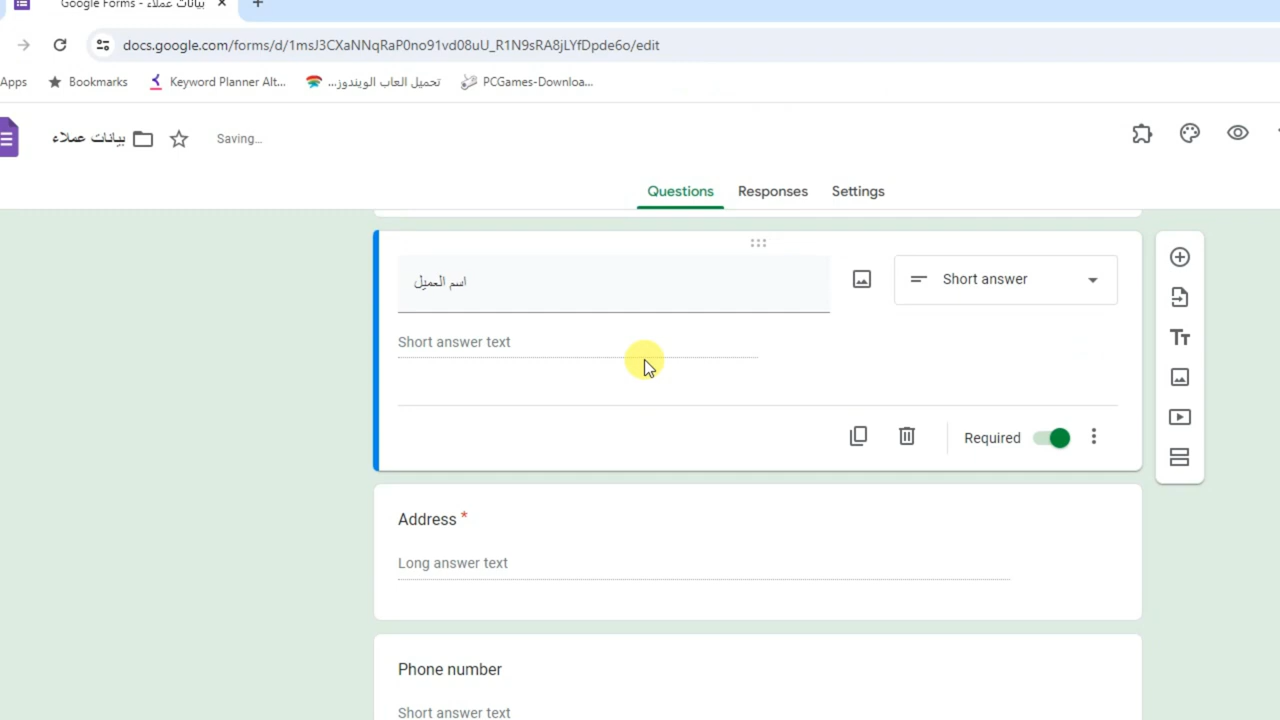 بيانات عملاء - Google Forms
docs.google.com/forms/d/1msJ3CXaNNqRaP0no91vd08uU_R1N9sRA8jLYfDpde6o/edit
Apps Bookmarks Keyword Planner Alt... تحميل العاب الويندوز... PCGames-Downloa...
بيانات عملاء Saving...
Questions Responses Settings
اسم العميل
Short answer
Short answer text
Required
Address *
Long answer text
Phone number
Short answer text